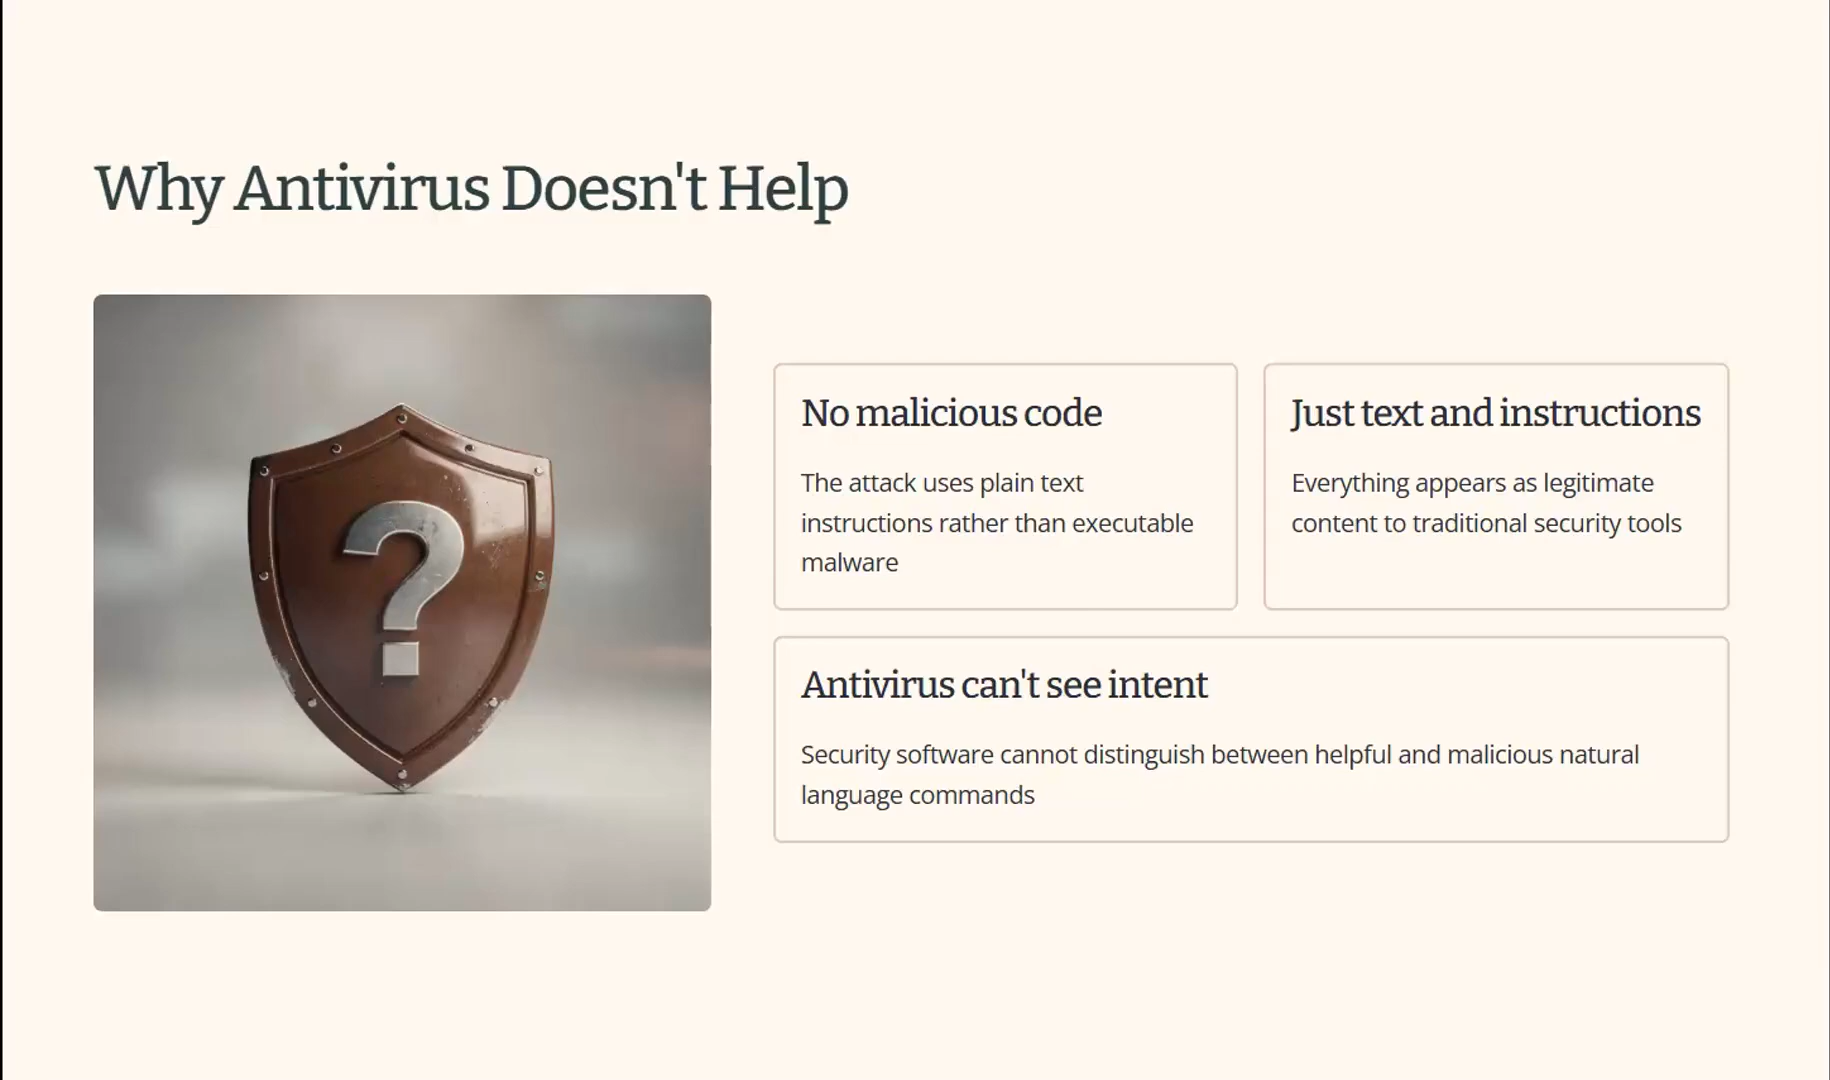 Why Antivirus Doesn't Help
?
No malicious code
The attack uses plain text
instructions rather than executable
malware
Just text and instructions
Everything appears as legitimate
content to traditional security tools
Antivirus can't see intent
Security software cannot distinguish between helpful and malicious natural
language commands